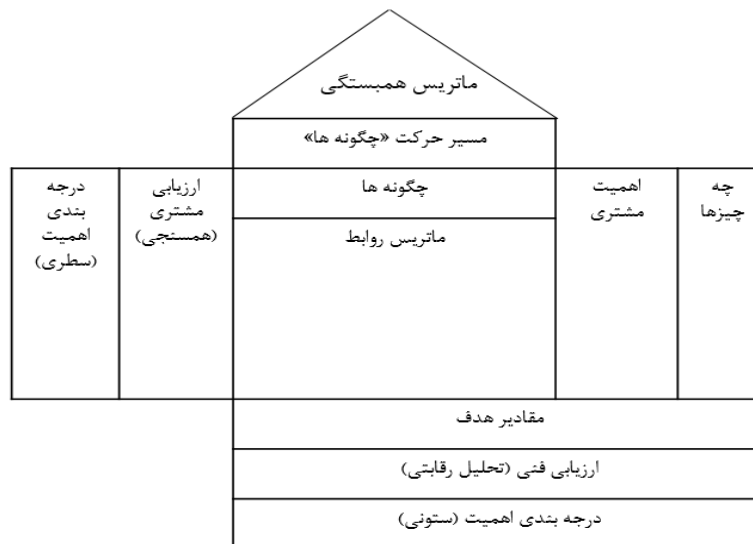 ماتریس همبستگی
مسیر حرکت «چگونه ها»
چه
چیزها
اهمیت
مشتری
چگونه ها
ماتریس روابط
ارزیابی
مشتری
(همسنجی)
درجه
بندی
اهمیت
(سطری)
مقادیر هدف
ارزیابی فنی (تحلیل رقابتی)
درجه بندی اهمیت (ستونی)